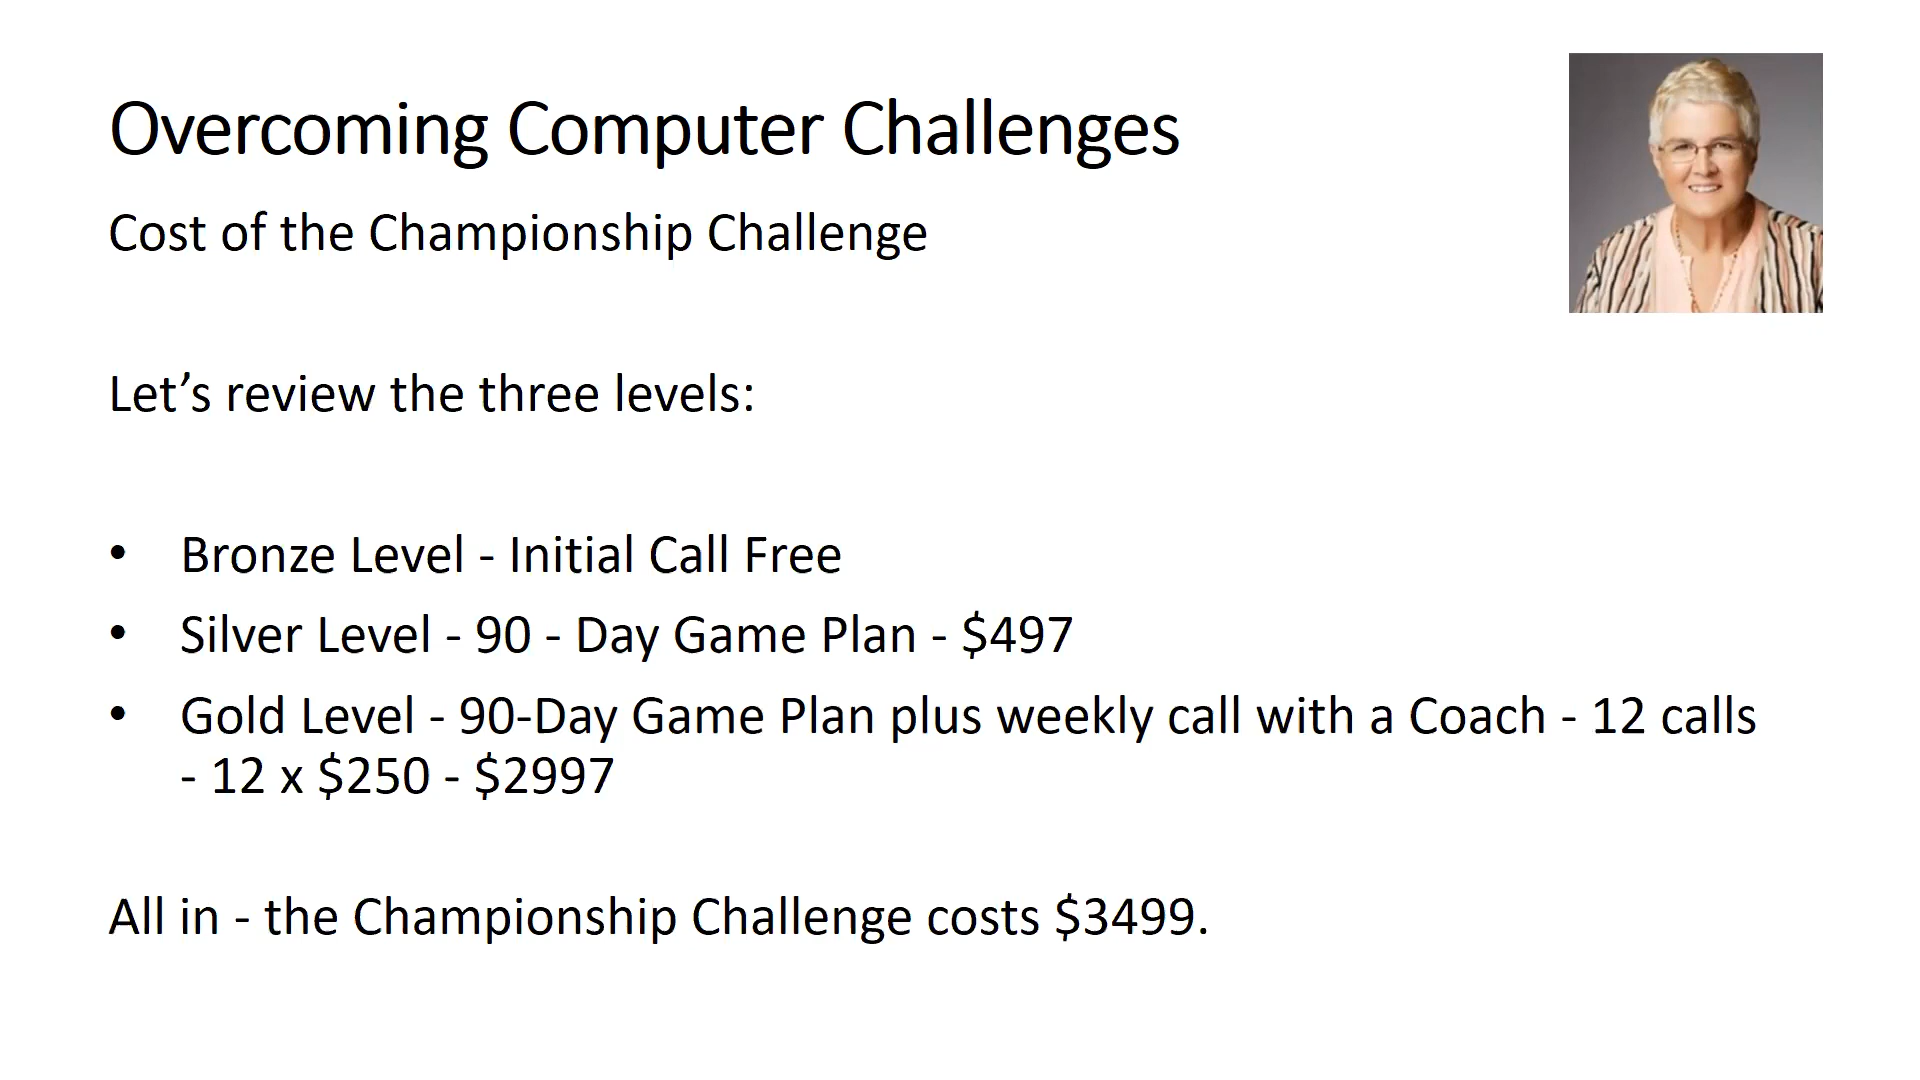 Overcoming Computer Challenges
Cost of the Championship Challenge
Let’s review the three levels:
• Bronze Level - Initial Call Free
• Silver Level - 90 - Day Game Plan - $497
• Gold Level - 90-Day Game Plan plus weekly call with a Coach - 12 calls
- 12 x $250 - $2997
All in - the Championship Challenge costs $3499.